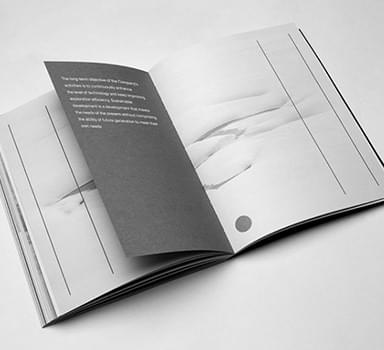 The long-term objective of the Company's
activities is to continuously enhance
the level of technology and keep improving
exploration efficiency. Sustainable
development is a development that meets
the needs of the present without compromising
the ability of future generation to meet their
own needs